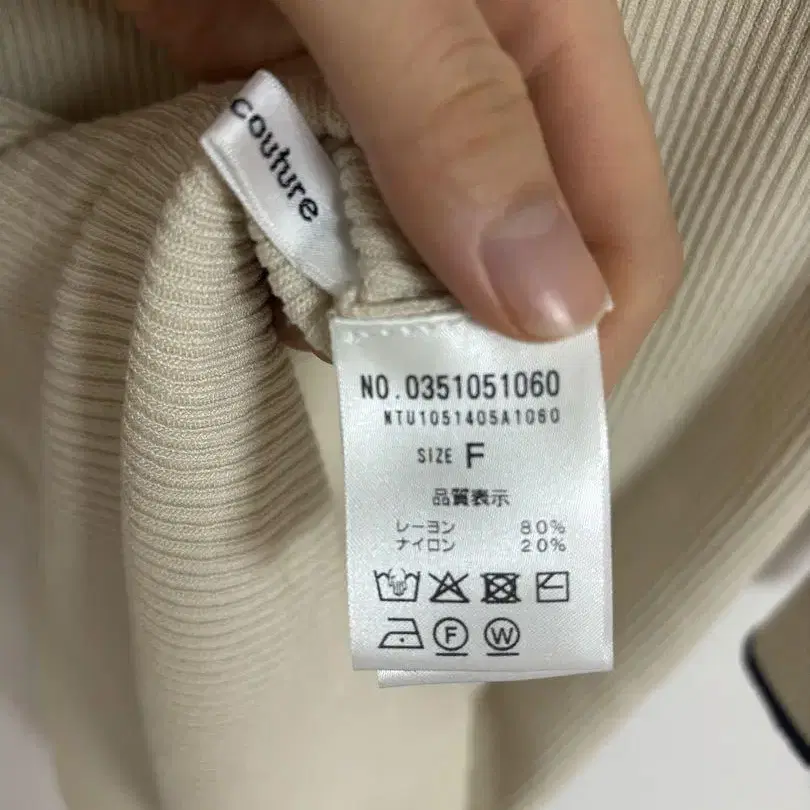 couture
NO.0351051060
NTU1051405A1060
SIZE F
品質表示
レーヨン 80%
ナイロン 20%
F W